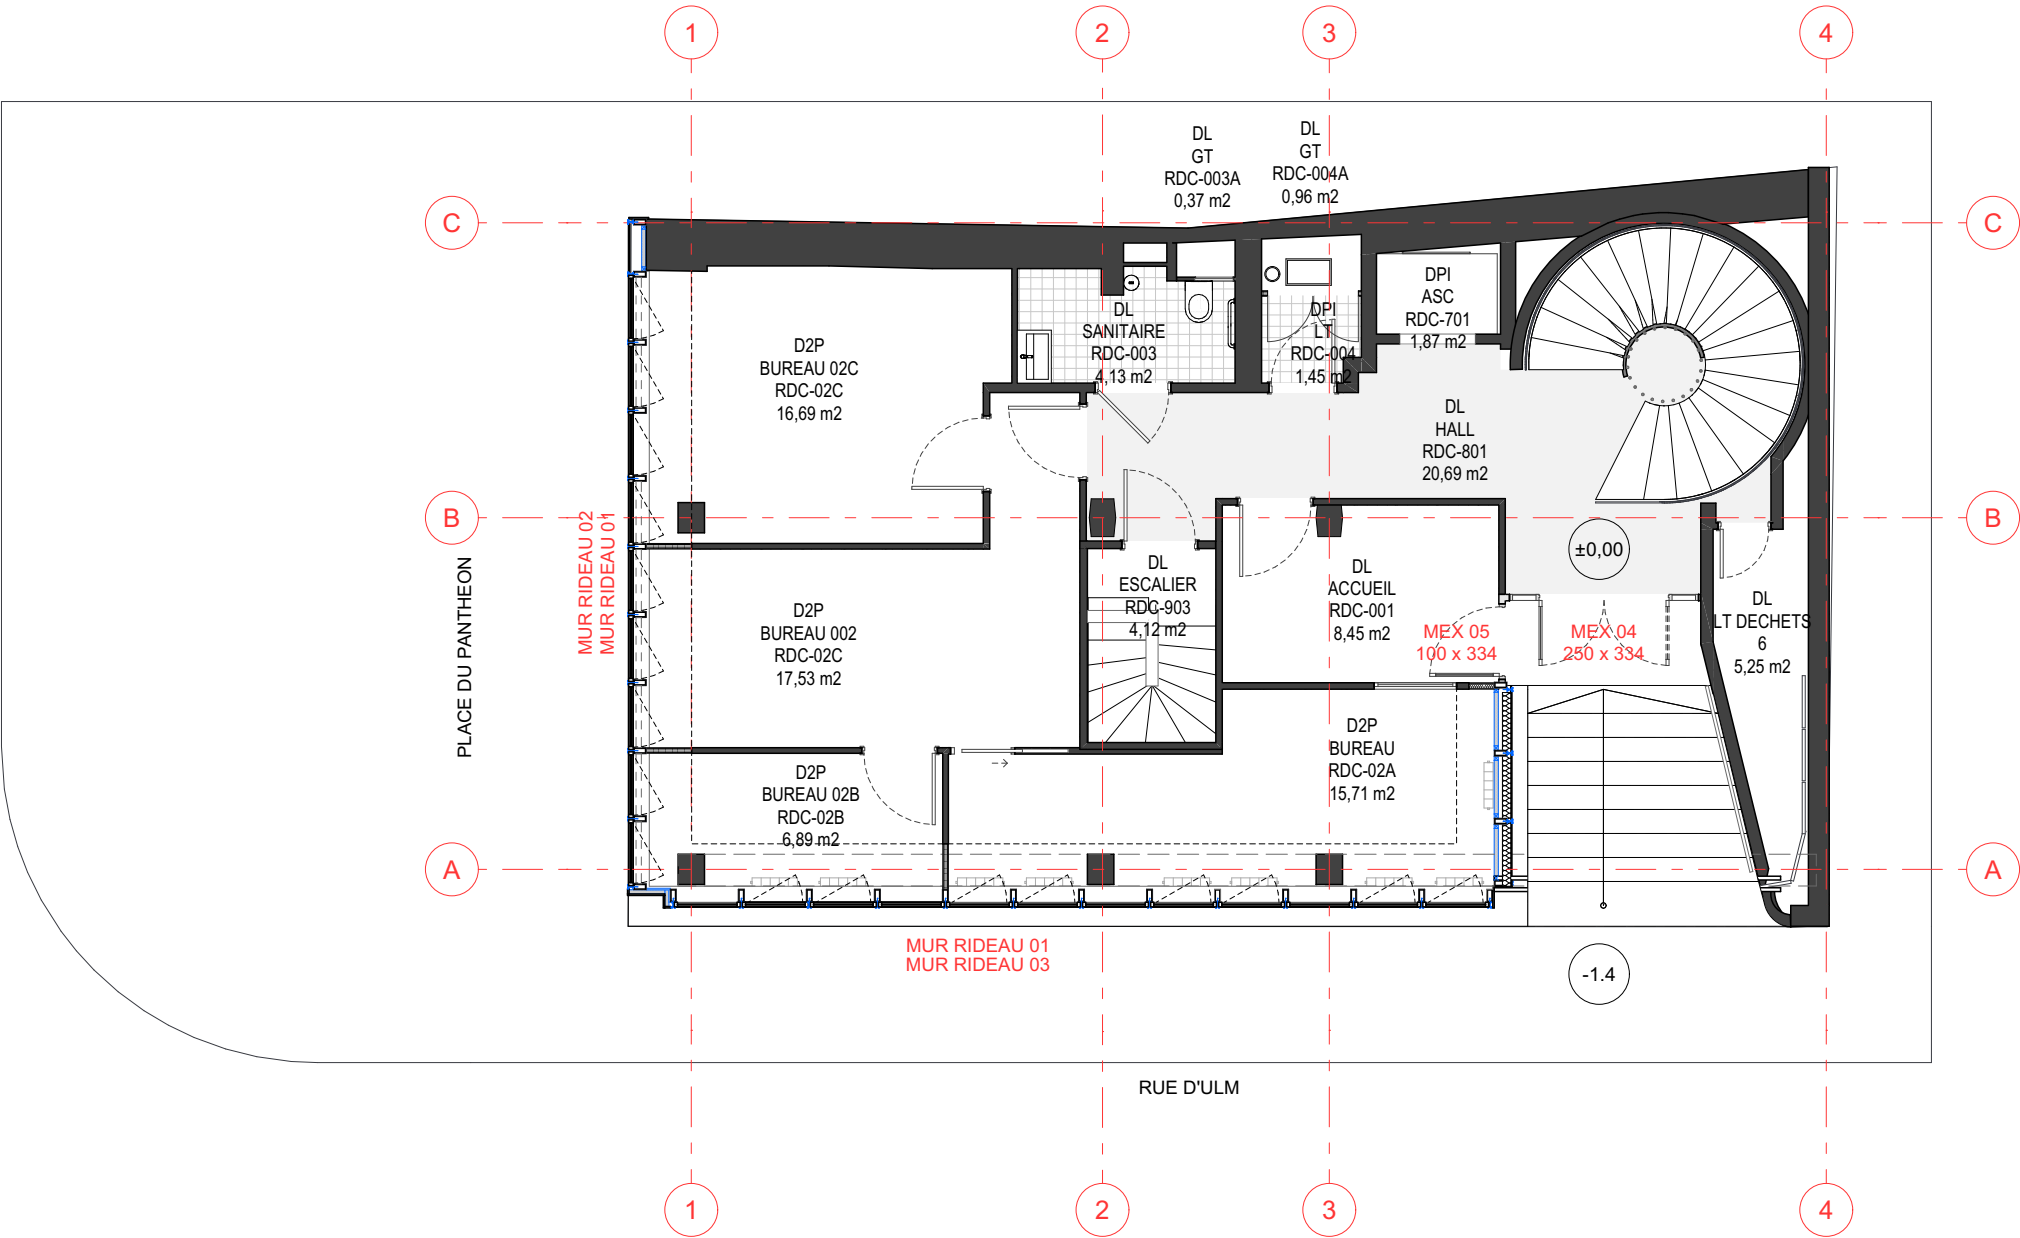 1
2
3
4
DL
GT
RDC-003A
0,37 m2
DL
GT
RDC-004A
0,96 m2
C
C
DPI
ASC
RDC-701
1,87 m2
DL
SANITAIRE
RDC-003
4,13 m2
DPI
LT
RDC-004
1,45 m2
D2P
BUREAU 02C
RDC-02C
16,69 m2
DL
HALL
RDC-801
20,69 m2
B
B
MUR RIDEAU 02
MUR RIDEAU 01
PLACE DU PANTHEON
±0,00
DL
ESCALIER
RDC-903
4,12 m2
DL
ACCUEIL
RDC-001
8,45 m2
D2P
BUREAU 002
RDC-02C
17,53 m2
MEX 05
100 x 334
MEX 04
250 x 334
DL
LT DECHETS
6
5,25 m2
D2P
BUREAU
RDC-02A
15,71 m2
D2P
BUREAU 02B
RDC-02B
6,89 m2
A
A
MUR RIDEAU 01
MUR RIDEAU 03
-1.4
RUE D'ULM
1
2
3
4